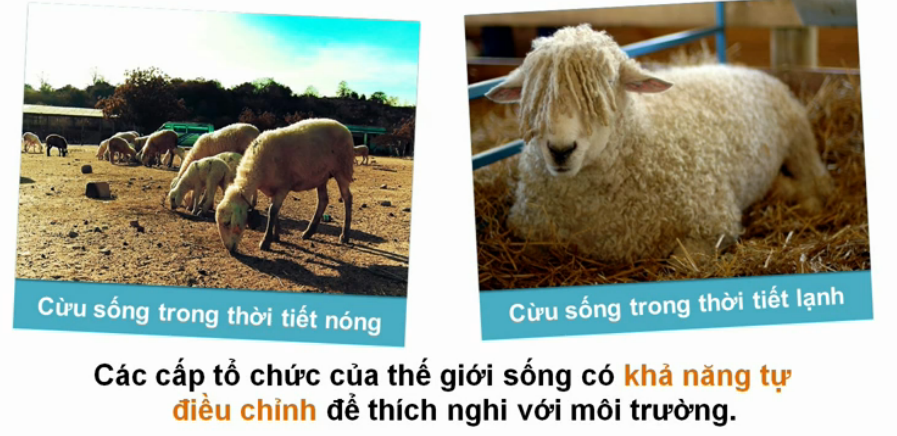 Cừu sống trong thời tiết nóng
Cừu sống trong thời tiết lạnh
Các cấp tổ chức của thế giới sống có khả năng tự
điều chỉnh để thích nghi với môi trường.